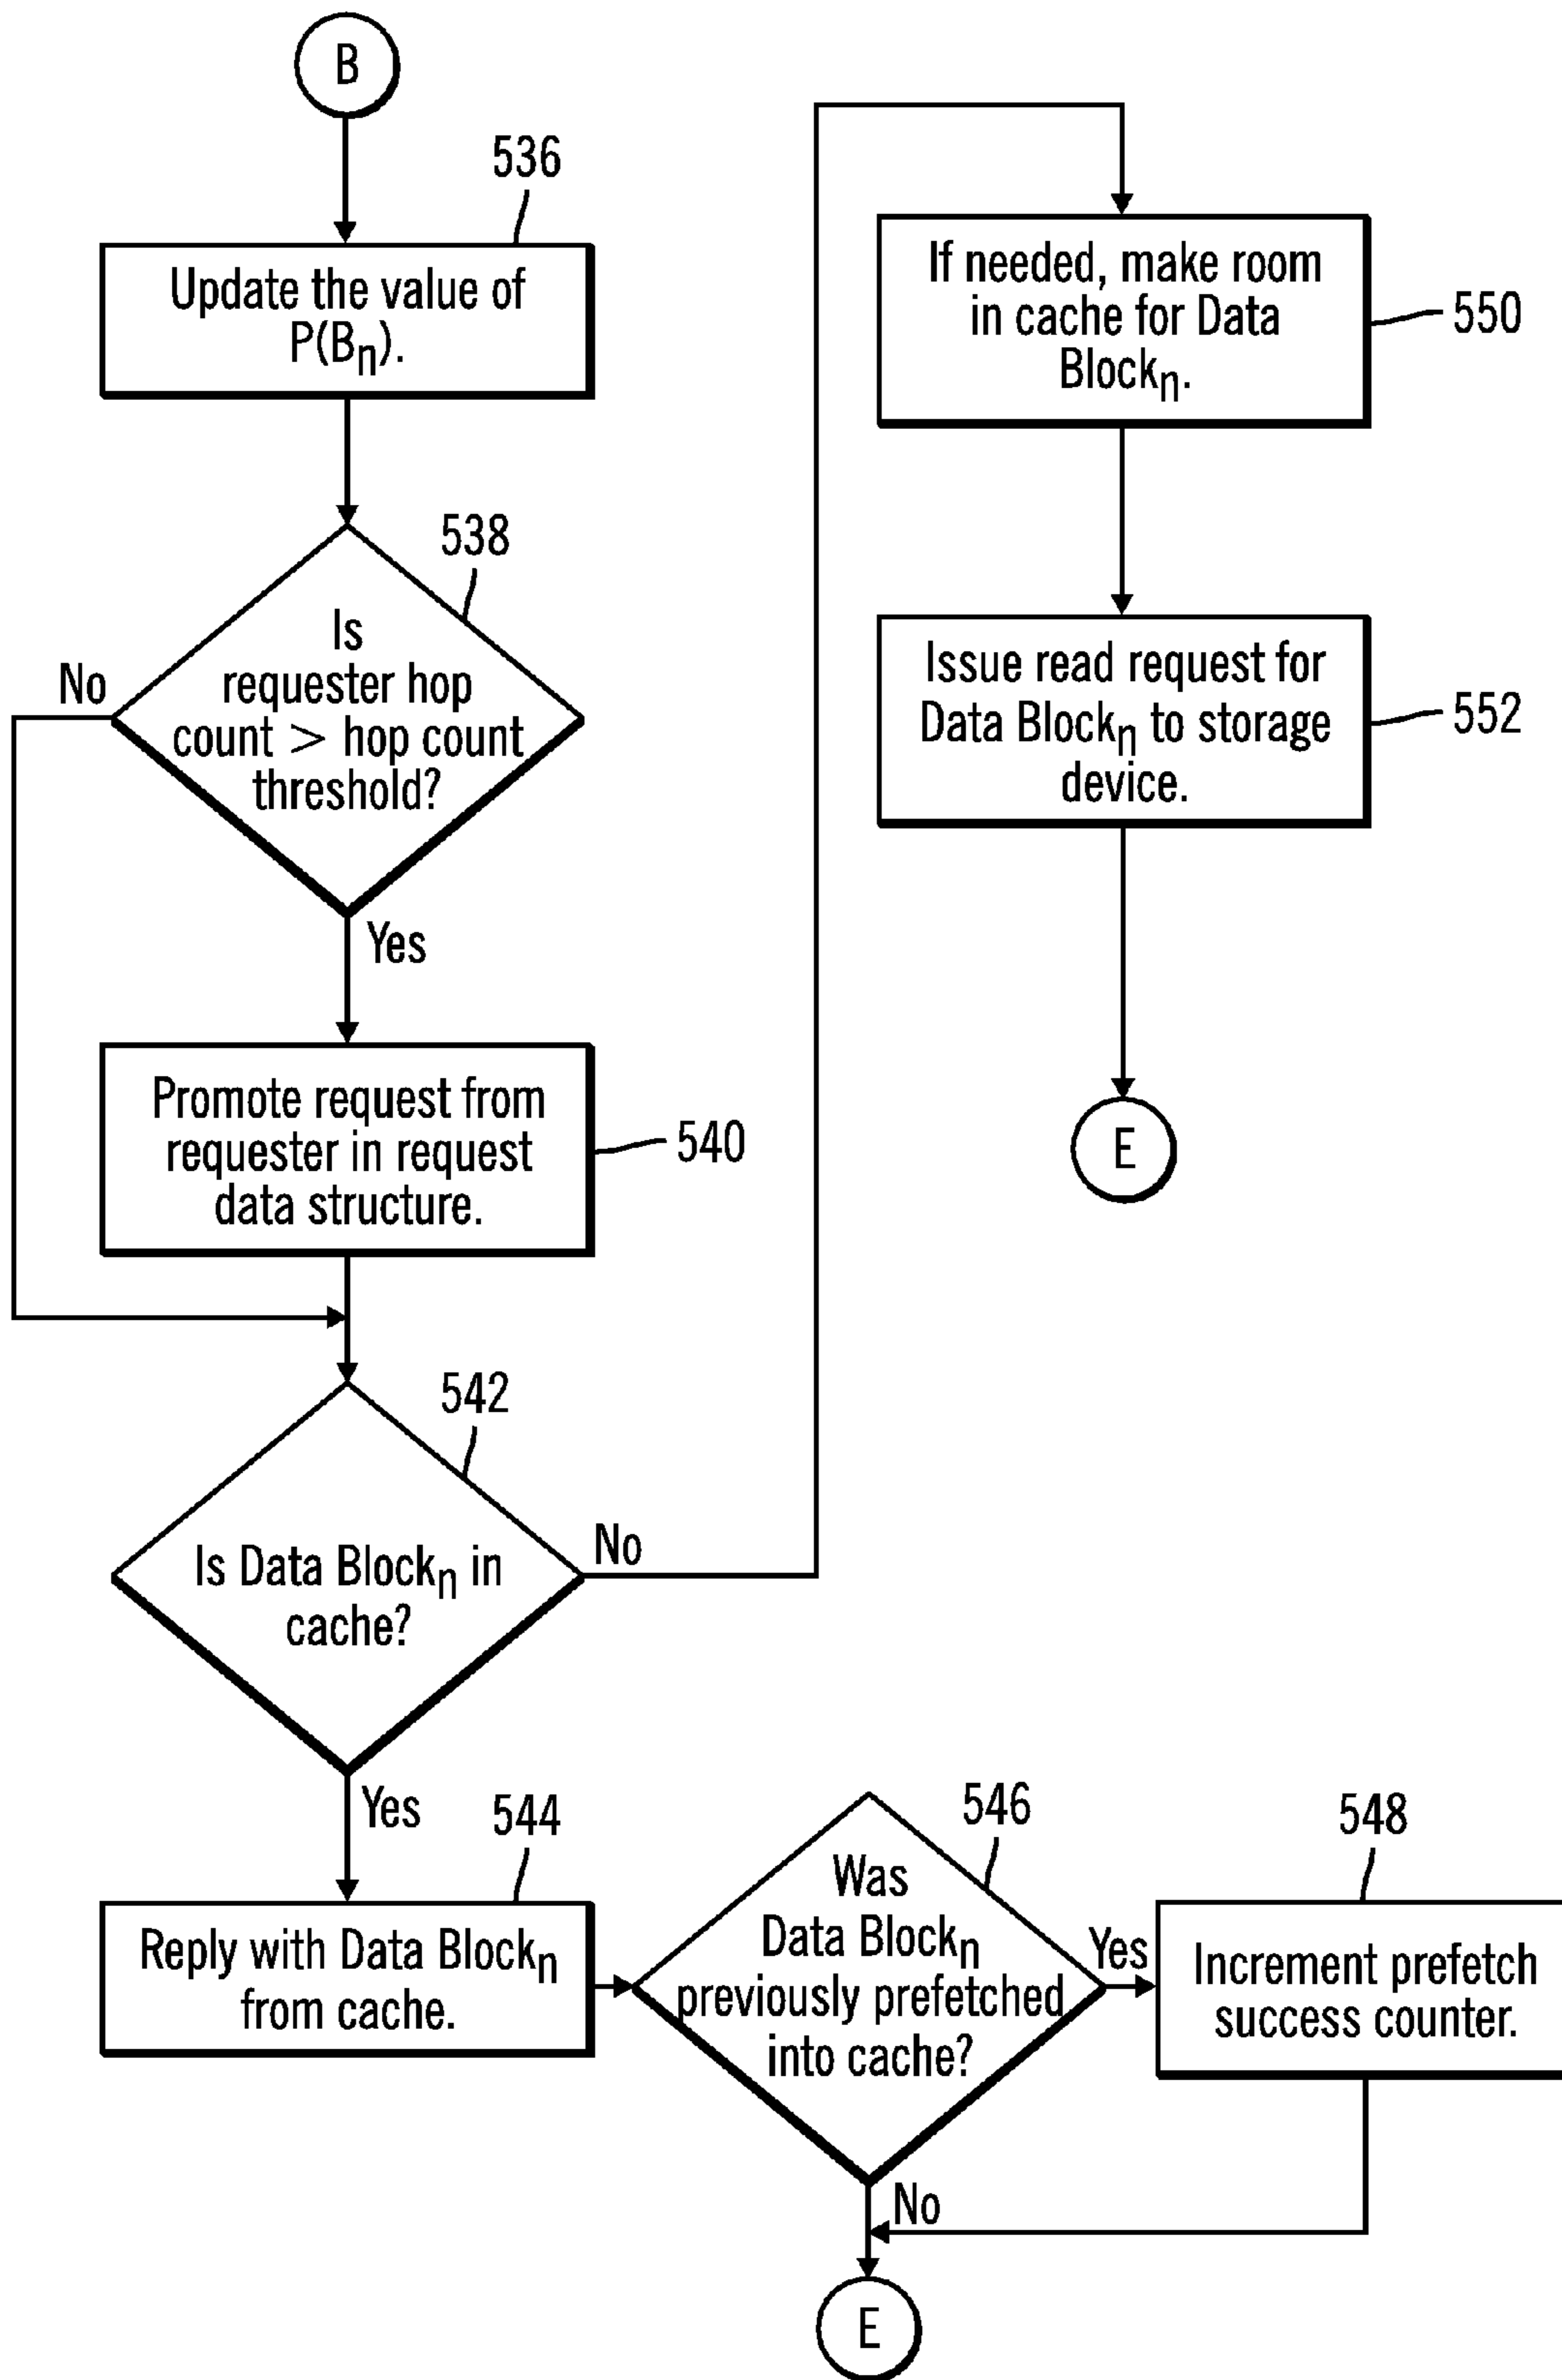 B
536
Update the value of
P(Bn).
538
Is
requester hop
count > hop count
threshold?
No
Yes
Promote request from
requester in request
data structure.
540
542
Is Data Blockn in
cache?
No
Yes
544
Reply with Data Blockn
from cache.
546
Was
Data Blockn
previously prefetched
into cache?
Yes
No
548
Increment prefetch
success counter.
E
If needed, make room
in cache for Data
Blockn.
550
Issue read request for
Data Blockn to storage
device.
552
E